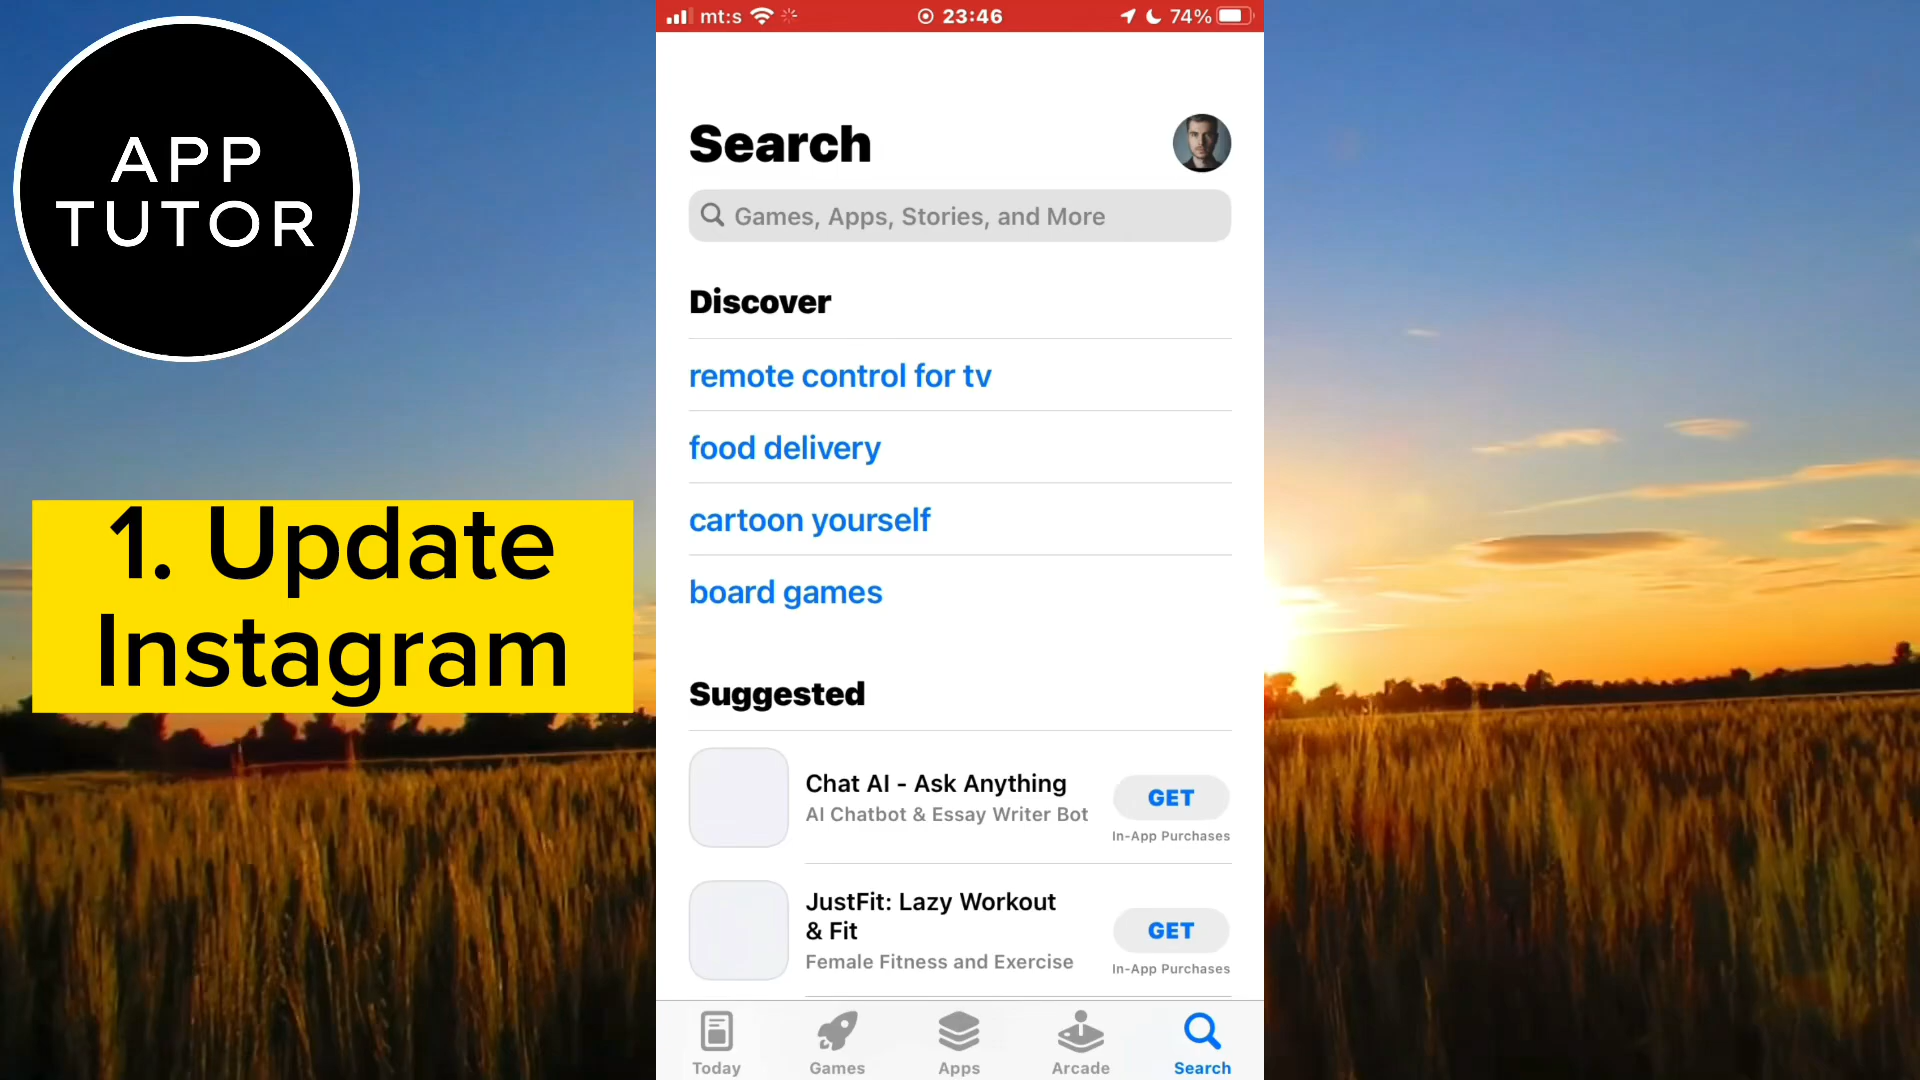 APP
TUTOR
1. Update
Instagram
mt:s 23:46 74%
Search
Games, Apps, Stories, and More
Discover
remote control for tv
food delivery
cartoon yourself
board games
Suggested
Chat AI - Ask Anything
AI Chatbot & Essay Writer Bot
GET
In-App Purchases
JustFit: Lazy Workout
& Fit
Female Fitness and Exercise
GET
In-App Purchases
Today Games Apps Arcade Search